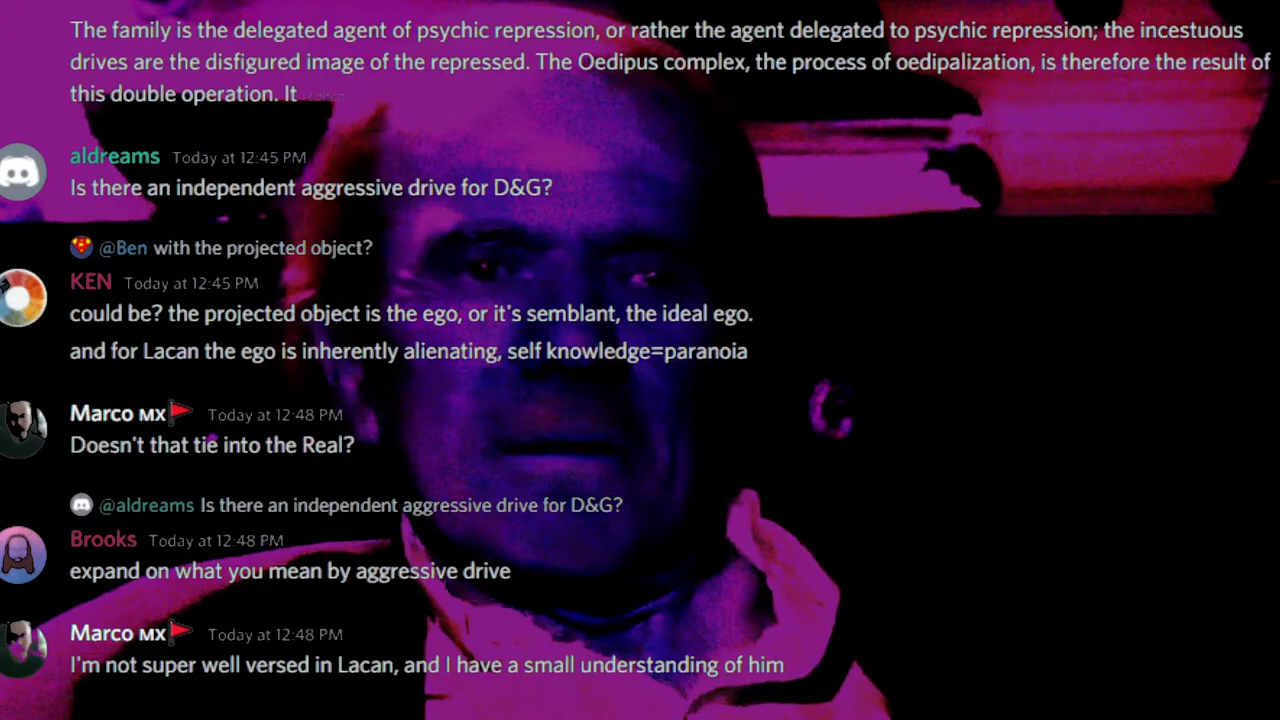 The family is the delegated agent of psychic repression, or rather the agent delegated to psychic repression; the incestuous
drives are the disfigured image of the repressed. The Oedipus complex, the process of oedipalization, is therefore the result of
this double operation. It
aldreams Today at 12:45 PM
Is there an independent aggressive drive for D&G?
@Ben with the projected object?
KEN Today at 12:45 PM
could be? the projected object is the ego, or it's semblant, the ideal ego.
and for Lacan the ego is inherently alienating, self knowledge=paranoia
Marco ᴍx🚩 Today at 12:48 PM
Doesn't that tie into the Real?
@aldreams Is there an independent aggressive drive for D&G?
Brooks Today at 12:48 PM
expand on what you mean by aggressive drive
Marco ᴍx🚩 Today at 12:48 PM
I'm not super well versed in Lacan, and I have a small understanding of him